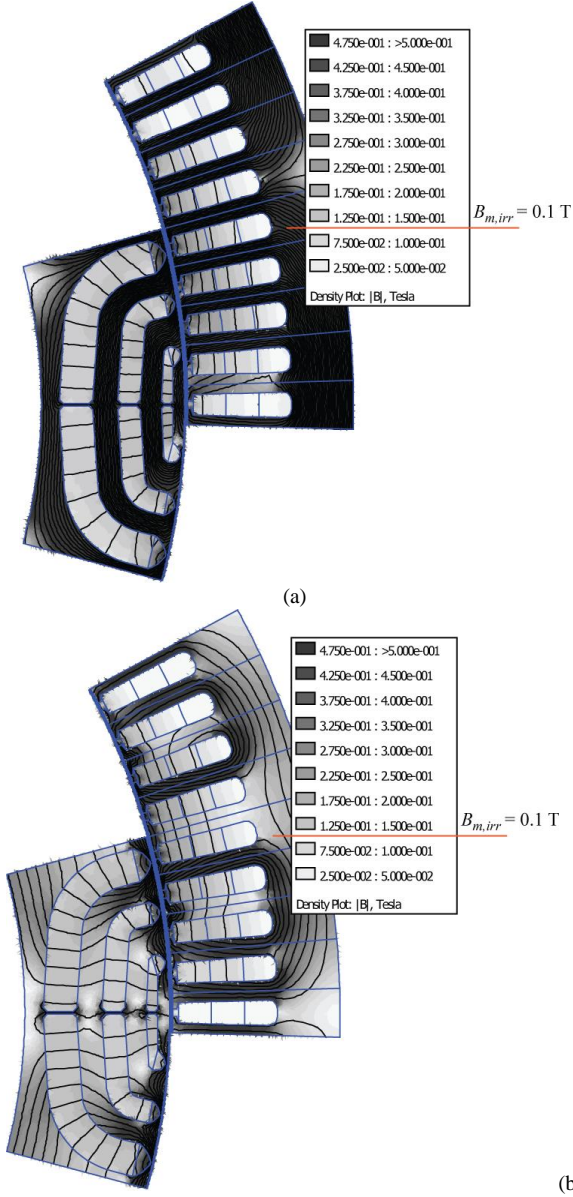 4.750e-001 : >5.000e-001
4.250e-001 : 4.500e-001
3.750e-001 : 4.000e-001
3.250e-001 : 3.500e-001
2.750e-001 : 3.000e-001
2.250e-001 : 2.500e-001
1.750e-001 : 2.000e-001
1.250e-001 : 1.500e-001
7.500e-002 : 1.000e-001
2.500e-002 : 5.000e-002
Density Plot: |B|, Tesla
Bm,irr = 0.1 T
(a)
4.750e-001 : >5.000e-001
4.250e-001 : 4.500e-001
3.750e-001 : 4.000e-001
3.250e-001 : 3.500e-001
2.750e-001 : 3.000e-001
2.250e-001 : 2.500e-001
1.750e-001 : 2.000e-001
1.250e-001 : 1.500e-001
7.500e-002 : 1.000e-001
2.500e-002 : 5.000e-002
Density Plot: |B|, Tesla
Bm,irr = 0.1 T
(b